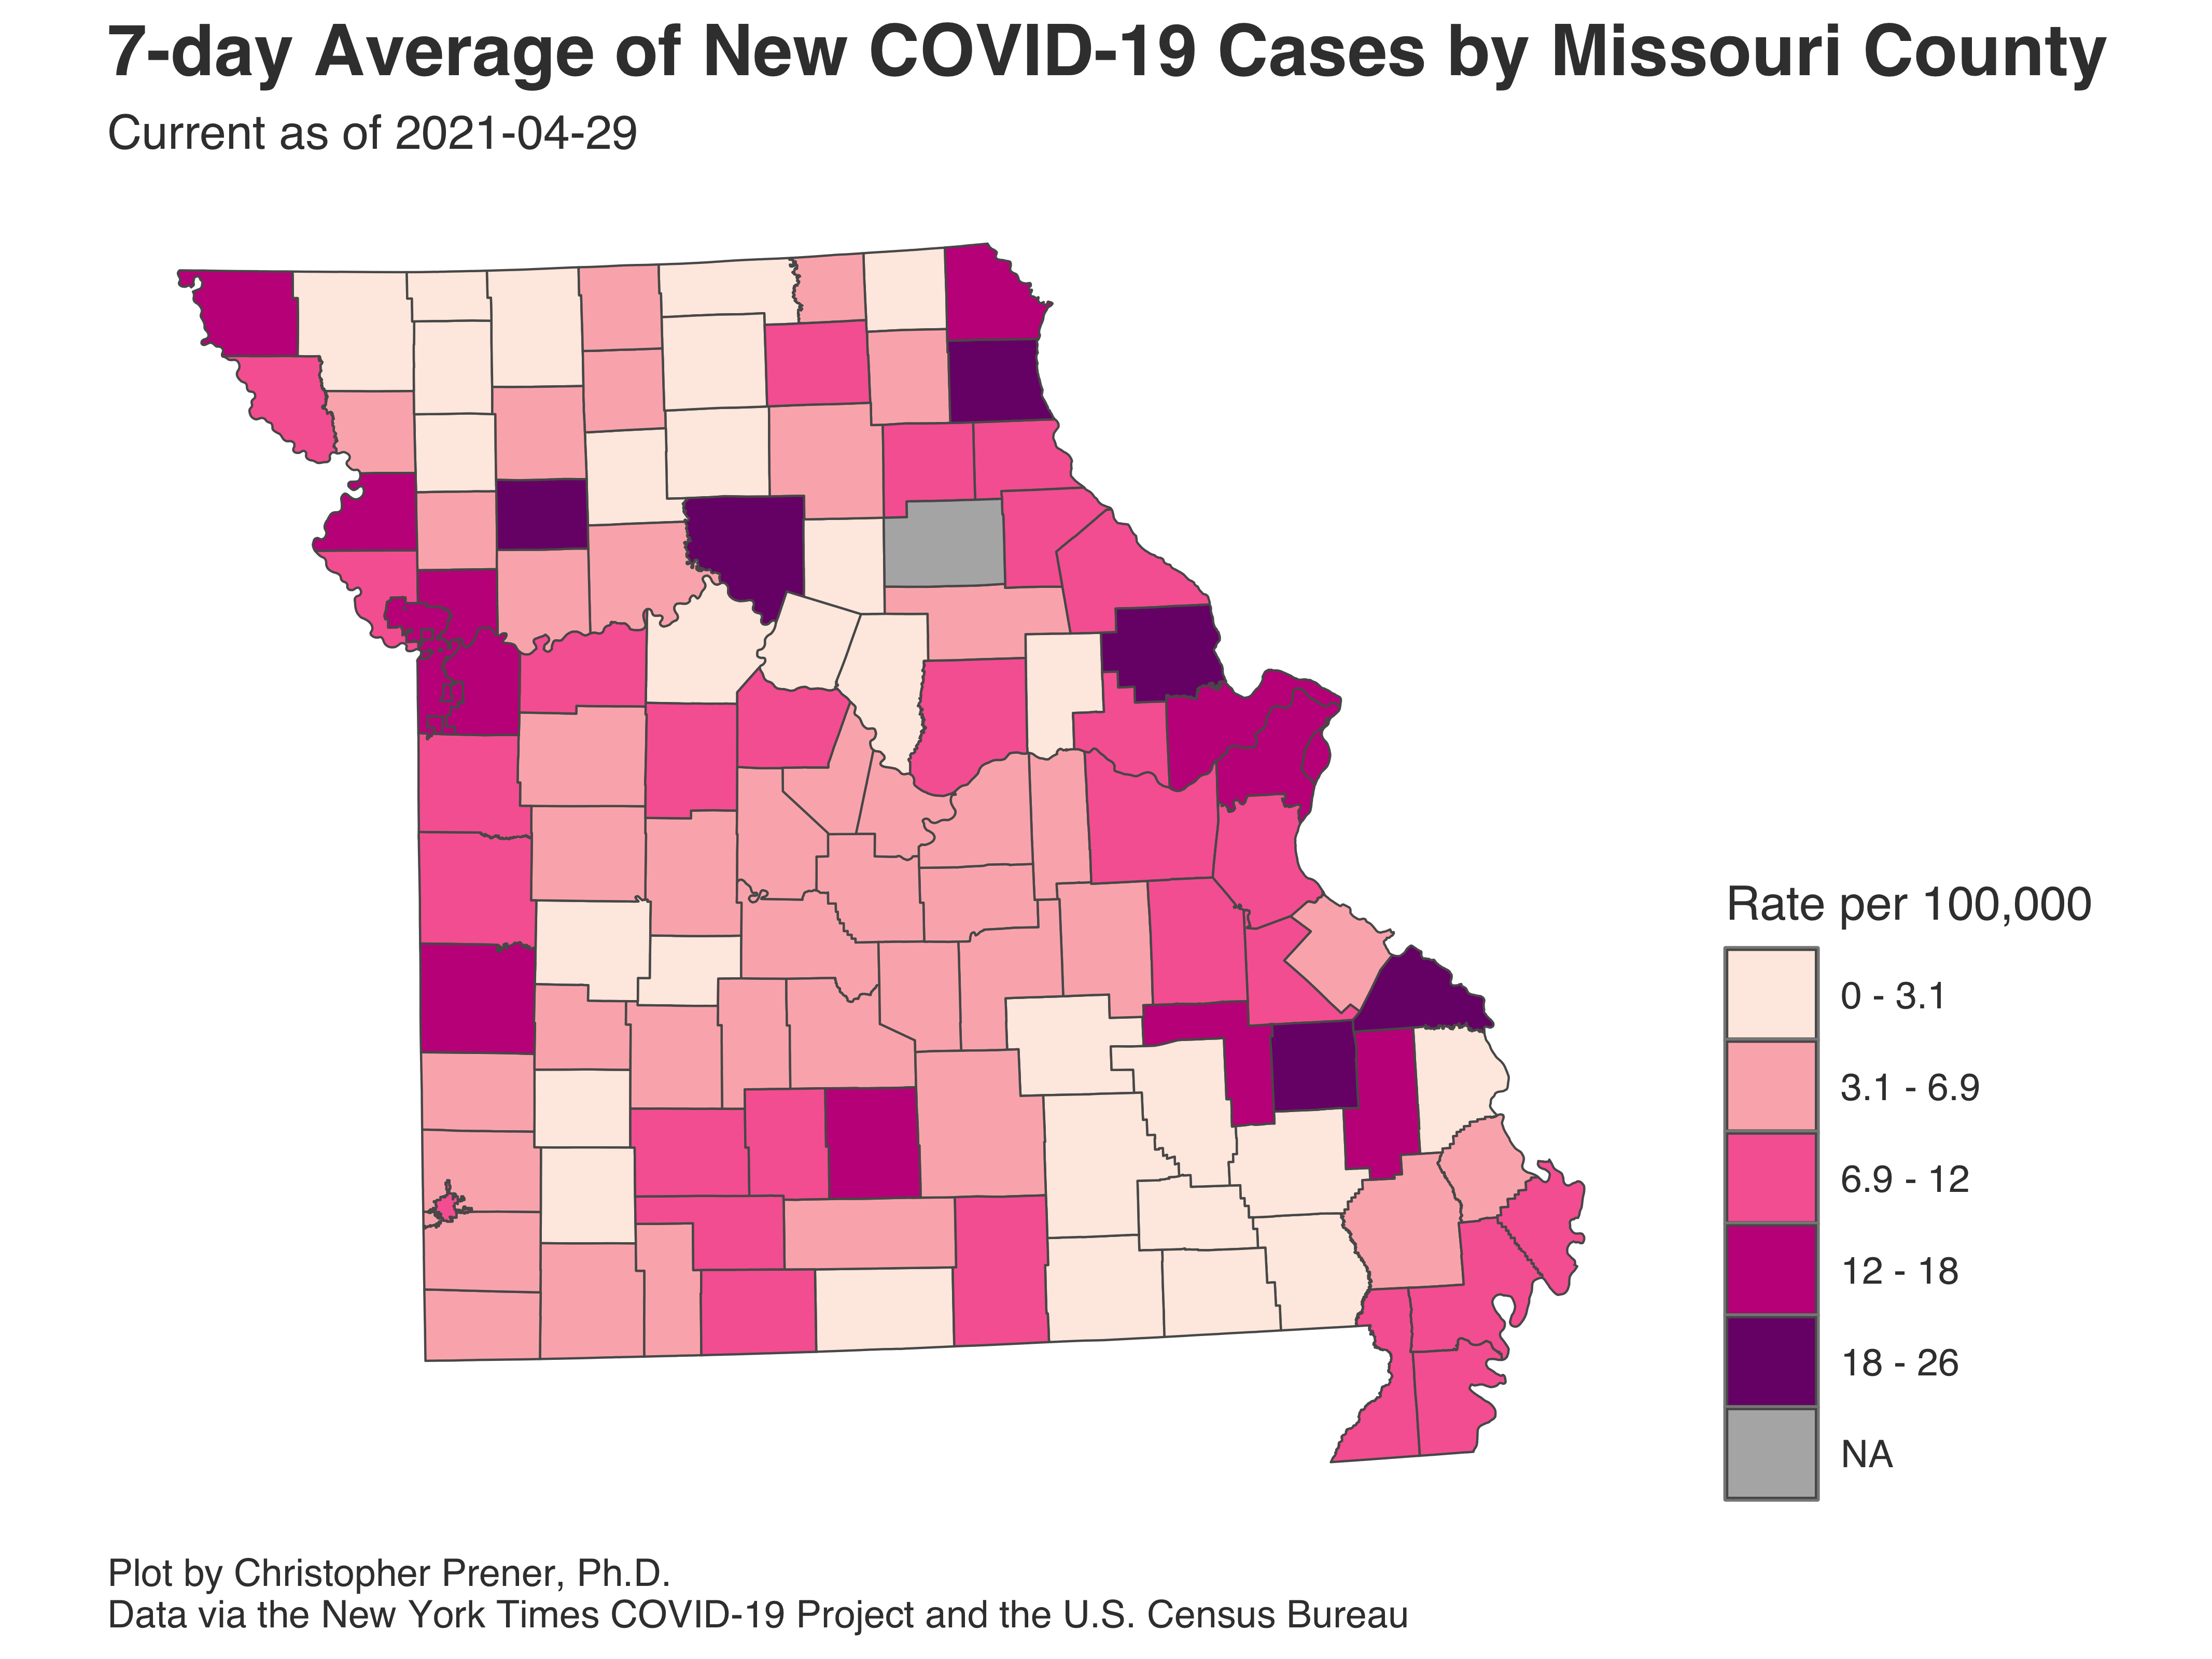 7-day Average of New COVID-19 Cases by Missouri County
Current as of 2021-04-29
Rate per 100,000
0 - 3.1
3.1 - 6.9
6.9 - 12
12 - 18
18 - 26
NA
Plot by Christopher Prener, Ph.D.
Data via the New York Times COVID-19 Project and the U.S. Census Bureau